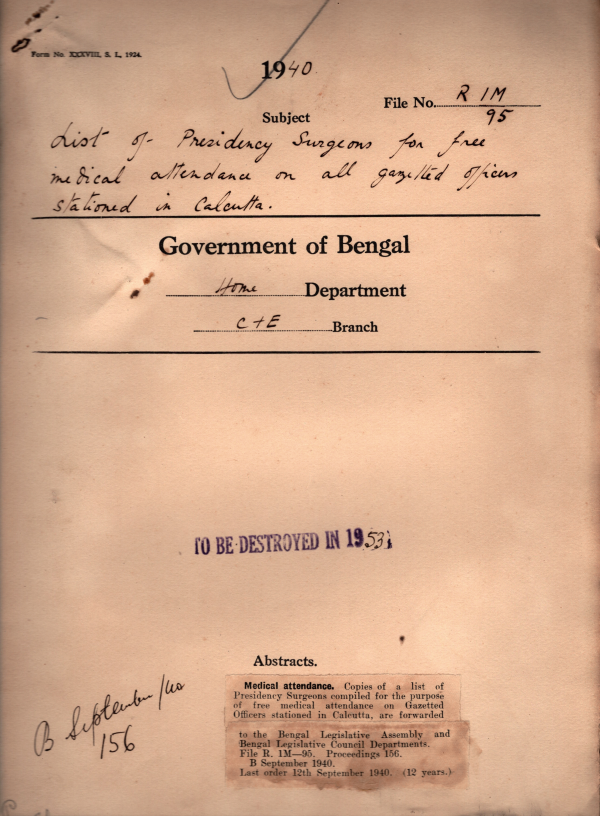 Form No. XXXVIII, S. L., 1924.
1940
File No. R 1M
95
Subject
List of Presidency Surgeons for free
medical attendance on all gazetted officers
stationed in Calcutta.
Government of Bengal
Home Department
C+E Branch
TO BE DESTROYED IN 1953
Abstracts.
B September/40
156
Medical attendance. Copies of a list of
Presidency Surgeons compiled for the purpose
of free medical attendance on Gazetted
Officers stationed in Calcutta, are forwarded
to the Bengal Legislative Assembly and
Bengal Legislative Council Departments.
File R. 1M—95. Proceedings 156.
B September 1940.
Last order 12th September 1940. (12 years.)